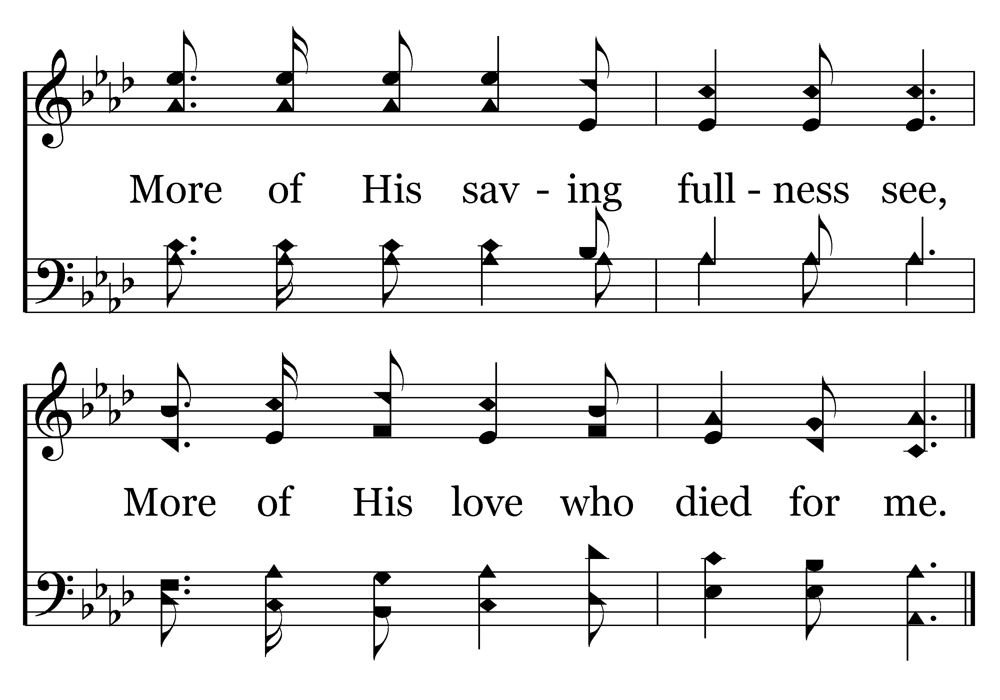 More of His sav - ing full - ness see,
More of His love who died for me.